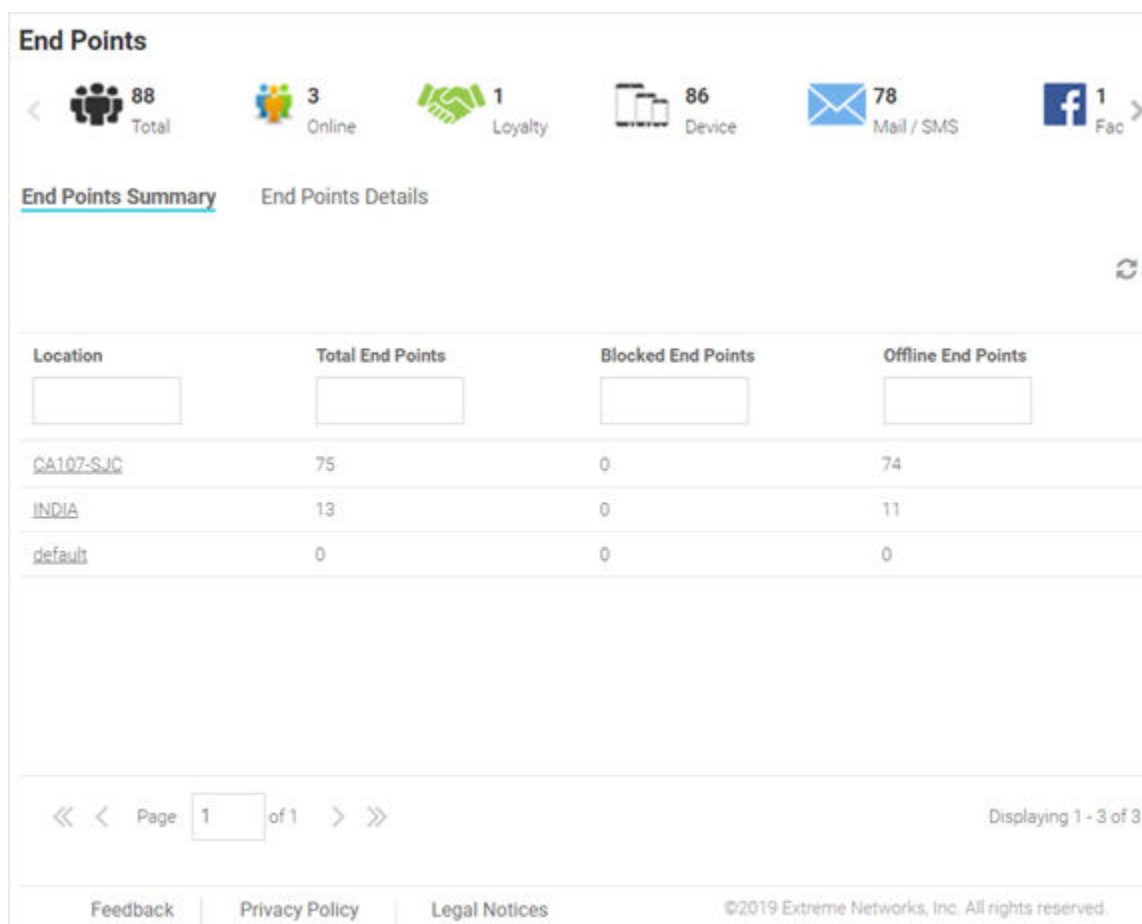 End Points
88 3 1 86 78 1
Total Online Loyalty Device Mail / SMS Fac
End Points Summary End Points Details
Location Total End Points Blocked End Points Offline End Points
CA107-SJC 75 0 74
INDIA 13 0 11
default 0 0 0
Page 1 of 1 Displaying 1 - 3 of 3
Feedback Privacy Policy Legal Notices ©2019 Extreme Networks, Inc. All rights reserved.